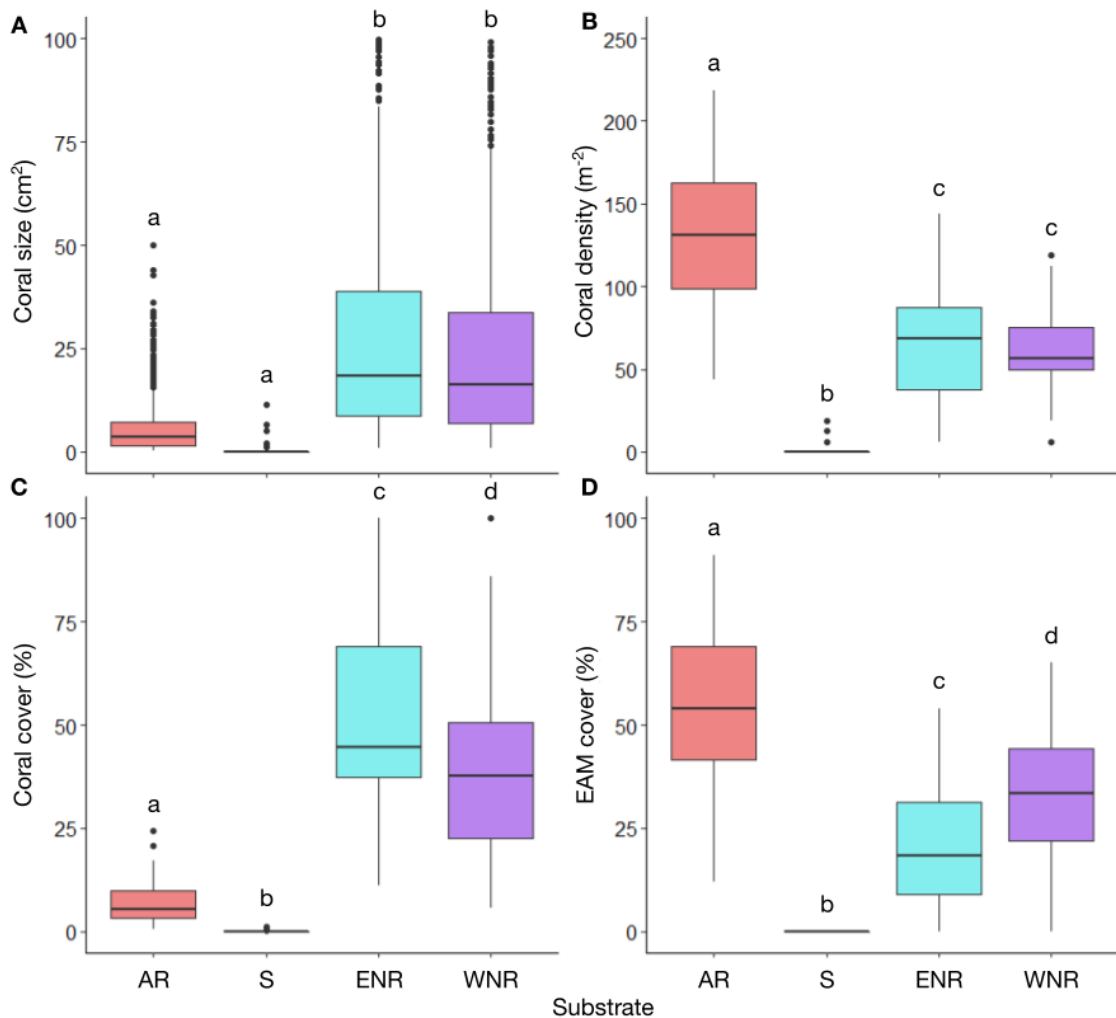 A
B
b
b
100
250
a
200
75
Coral size (cm²)
Coral density (m⁻²)
a
c
150
c
50
100
a
25
b
50
0
0
C
D
c
d
100
100
a
75
75
d
Coral cover (%)
EAM cover (%)
c
50
50
a
25
25
b
b
0
0
AR S ENR WNR
AR S ENR WNR
Substrate